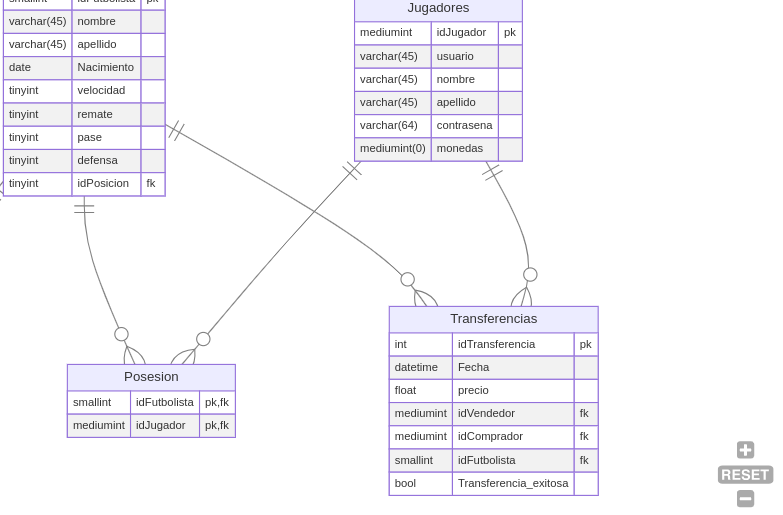 smallint idFutbolista pk
varchar(45) nombre
varchar(45) apellido
date Nacimiento
tinyint velocidad
tinyint remate
tinyint pase
tinyint defensa
tinyint idPosicion fk
Jugadores
mediumint idJugador pk
varchar(45) usuario
varchar(45) nombre
varchar(45) apellido
varchar(64) contrasena
mediumint(0) monedas
Posesion
smallint idFutbolista pk,fk
mediumint idJugador pk,fk
Transferencias
int idTransferencia pk
datetime Fecha
float precio
mediumint idVendedor fk
mediumint idComprador fk
smallint idFutbolista fk
bool Transferencia_exitosa
RESET